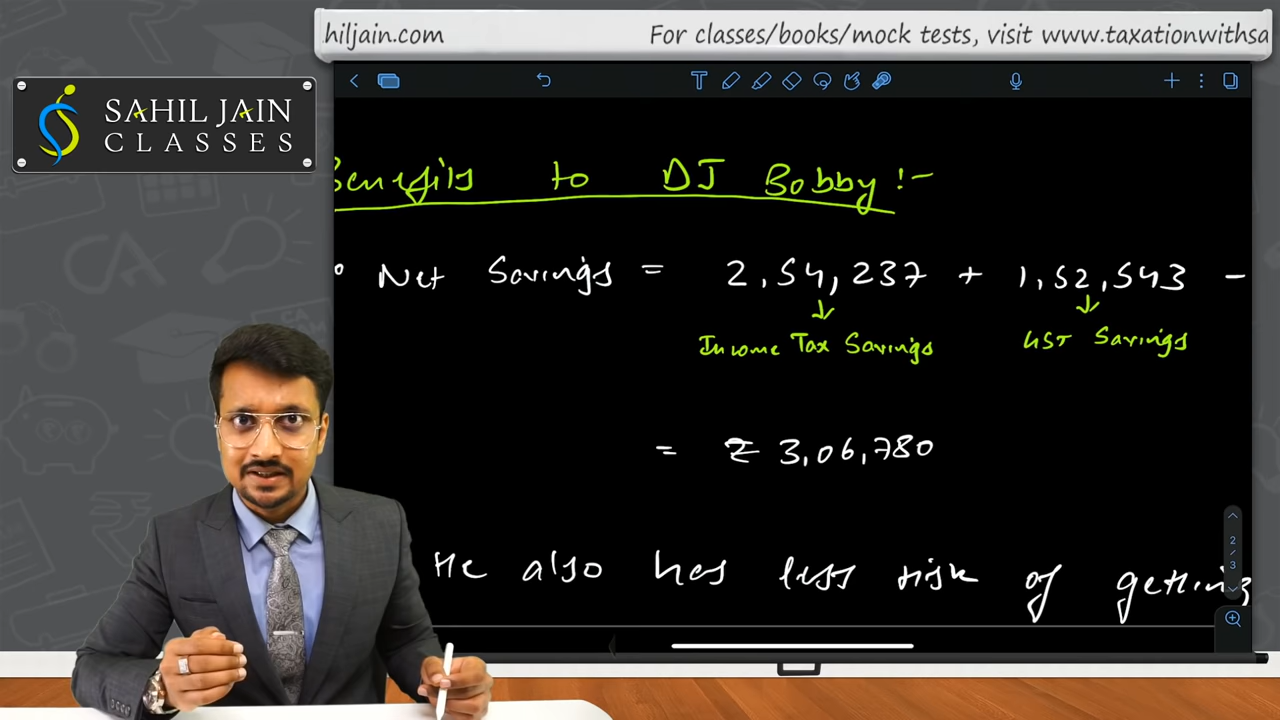 hiljain.com For classes/books/mock tests, visit www.taxationwithsa
SAHIL JAIN
CLASSES
Benefits to DJ Bobby :-
Net Savings = 2,54,237 + 1,52,543 -
Income Tax Savings GST Savings
= ₹ 3,06,780
He also has less risk of getting
2
/
3